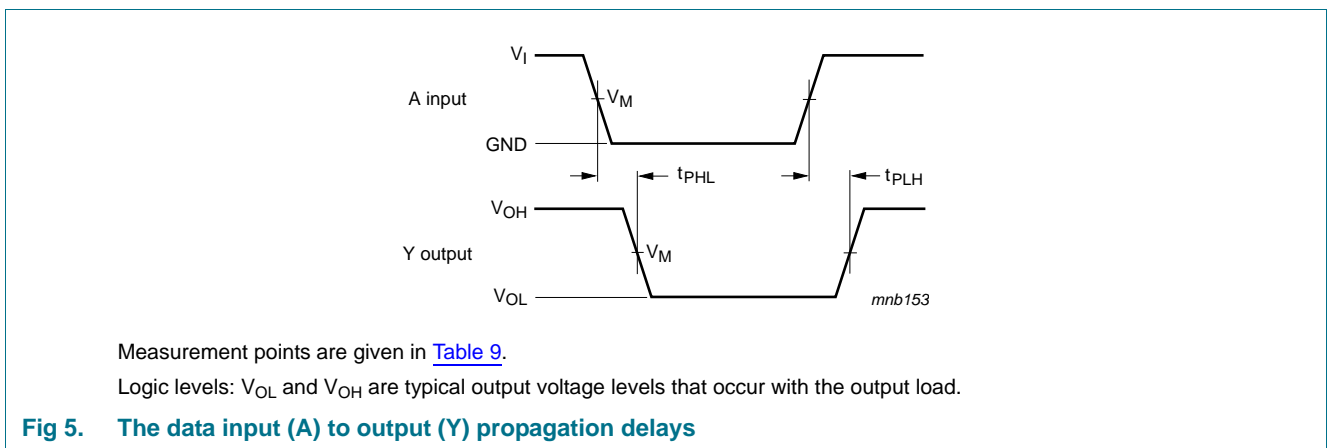 V_I
A input
V_M
GND
t_PHL
t_PLH
V_OH
Y output
V_M
V_OL
mnb153
Measurement points are given in Table 9.
Logic levels: V_OL and V_OH are typical output voltage levels that occur with the output load.
Fig 5. The data input (A) to output (Y) propagation delays